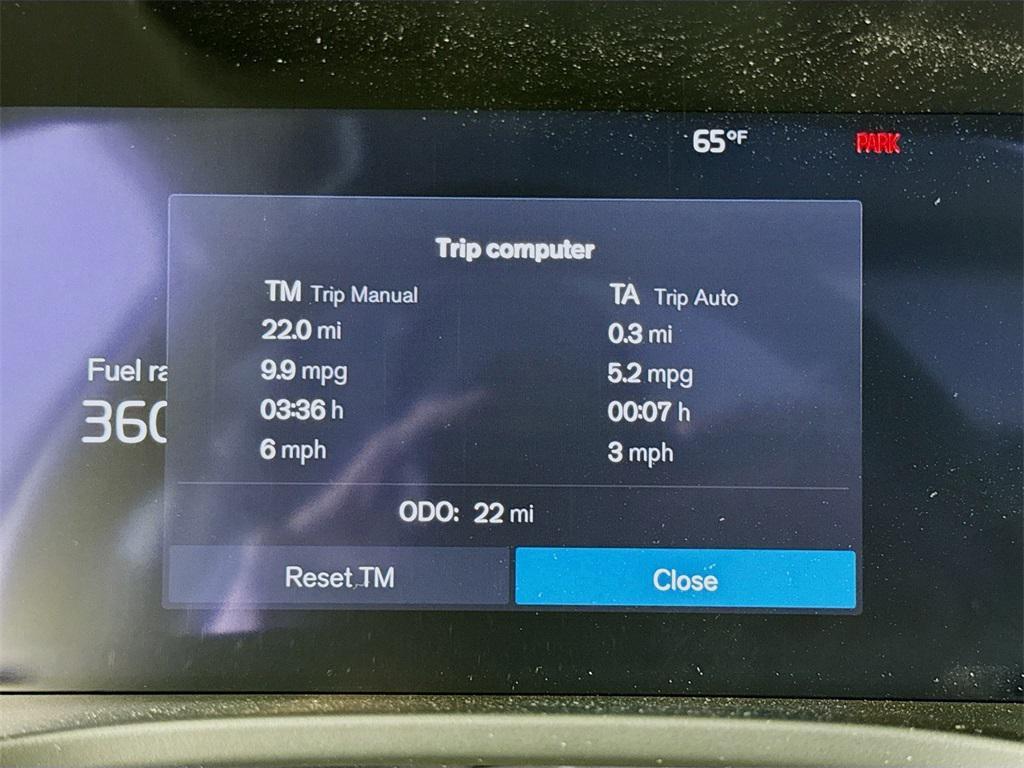 65°F PARK
Trip computer
TM Trip Manual TA Trip Auto
22.0 mi 0.3 mi
9.9 mpg 5.2 mpg
03:36 h 00:07 h
6 mph 3 mph
Fuel
360
ODO: 22 mi
Reset TM Close